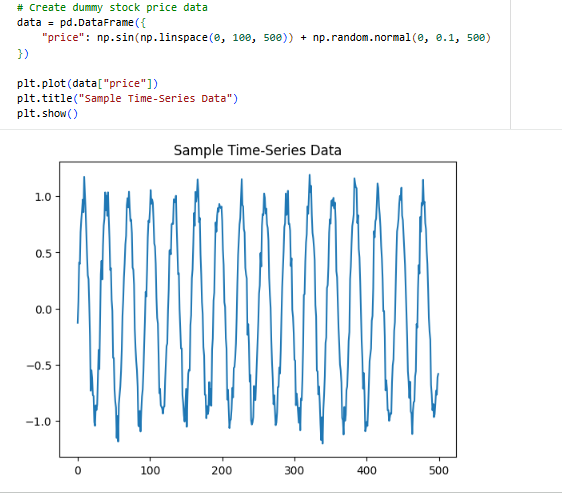 # Create dummy stock price data
data = pd.DataFrame({
    "price": np.sin(np.linspace(0, 100, 500)) + np.random.normal(0, 0.1, 500)
})
plt.plot(data["price"])
plt.title("Sample Time-Series Data")
plt.show()
Sample Time-Series Data
1.0
0.5
0.0
−0.5
−1.0
0 100 200 300 400 500